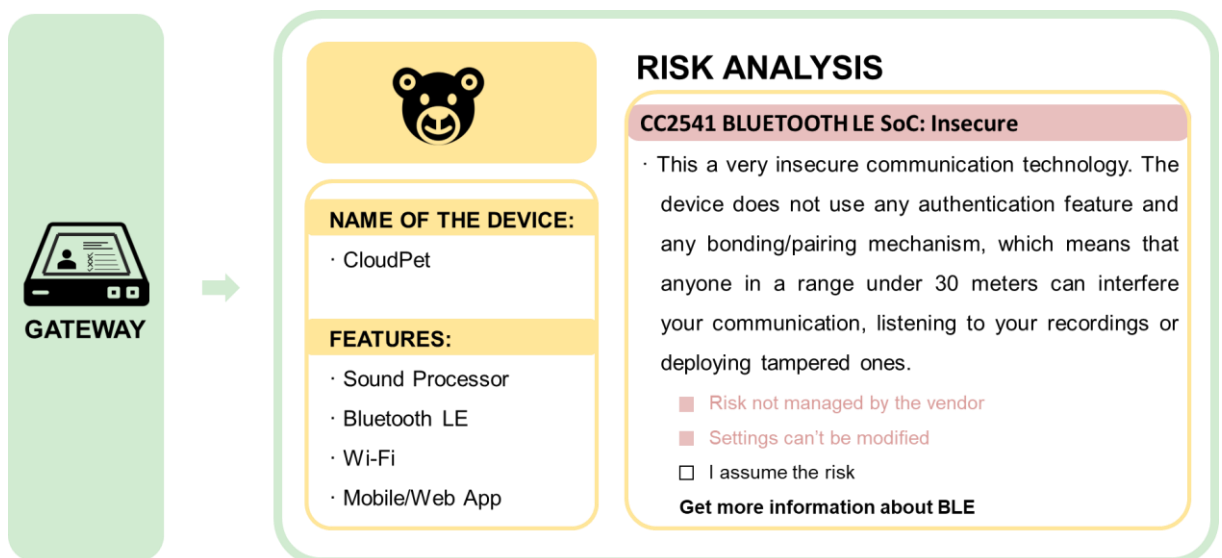 GATEWAY
NAME OF THE DEVICE:
· CloudPet
FEATURES:
· Sound Processor
· Bluetooth LE
· Wi-Fi
· Mobile/Web App
RISK ANALYSIS
CC2541 BLUETOOTH LE SoC: Insecure
· This a very insecure communication technology. The
device does not use any authentication feature and
any bonding/pairing mechanism, which means that
anyone in a range under 30 meters can interfere
your communication, listening to your recordings or
deploying tampered ones.
Risk not managed by the vendor
Settings can’t be modified
I assume the risk
Get more information about BLE